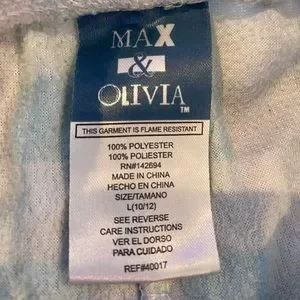 MAX
&
OLIVIA
TM
THIS GARMENT IS FLAME RESISTANT
100% POLYESTER
100% POLIESTER
RN#142694
MADE IN CHINA
HECHO EN CHINA
SIZE/TAMANO
L(10/12)
SEE REVERSE
CARE INSTRUCTIONS
VER EL DORSO
PARA CUIDADO
REF#40017